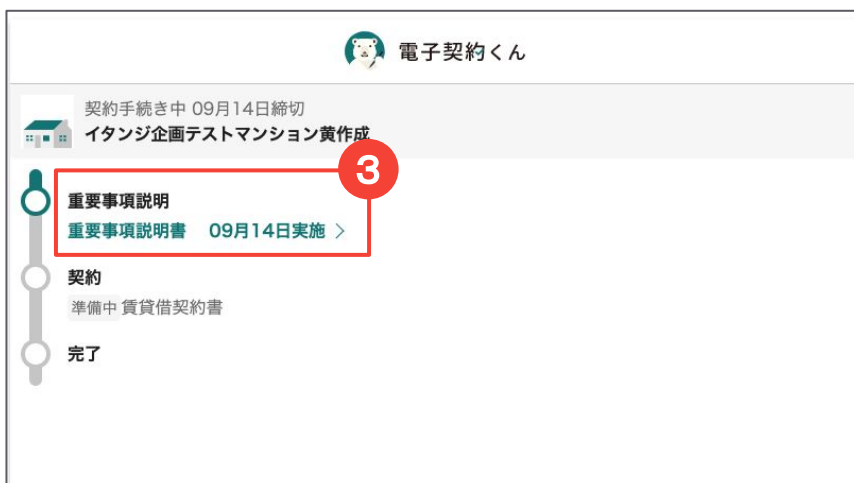 電子契約くん
契約手続き中 09月14日締切
イタンジ企画テストマンション黄作成
3
重要事項説明
重要事項説明書 09月14日実施 >
契約
準備中 賃貸借契約書
完了